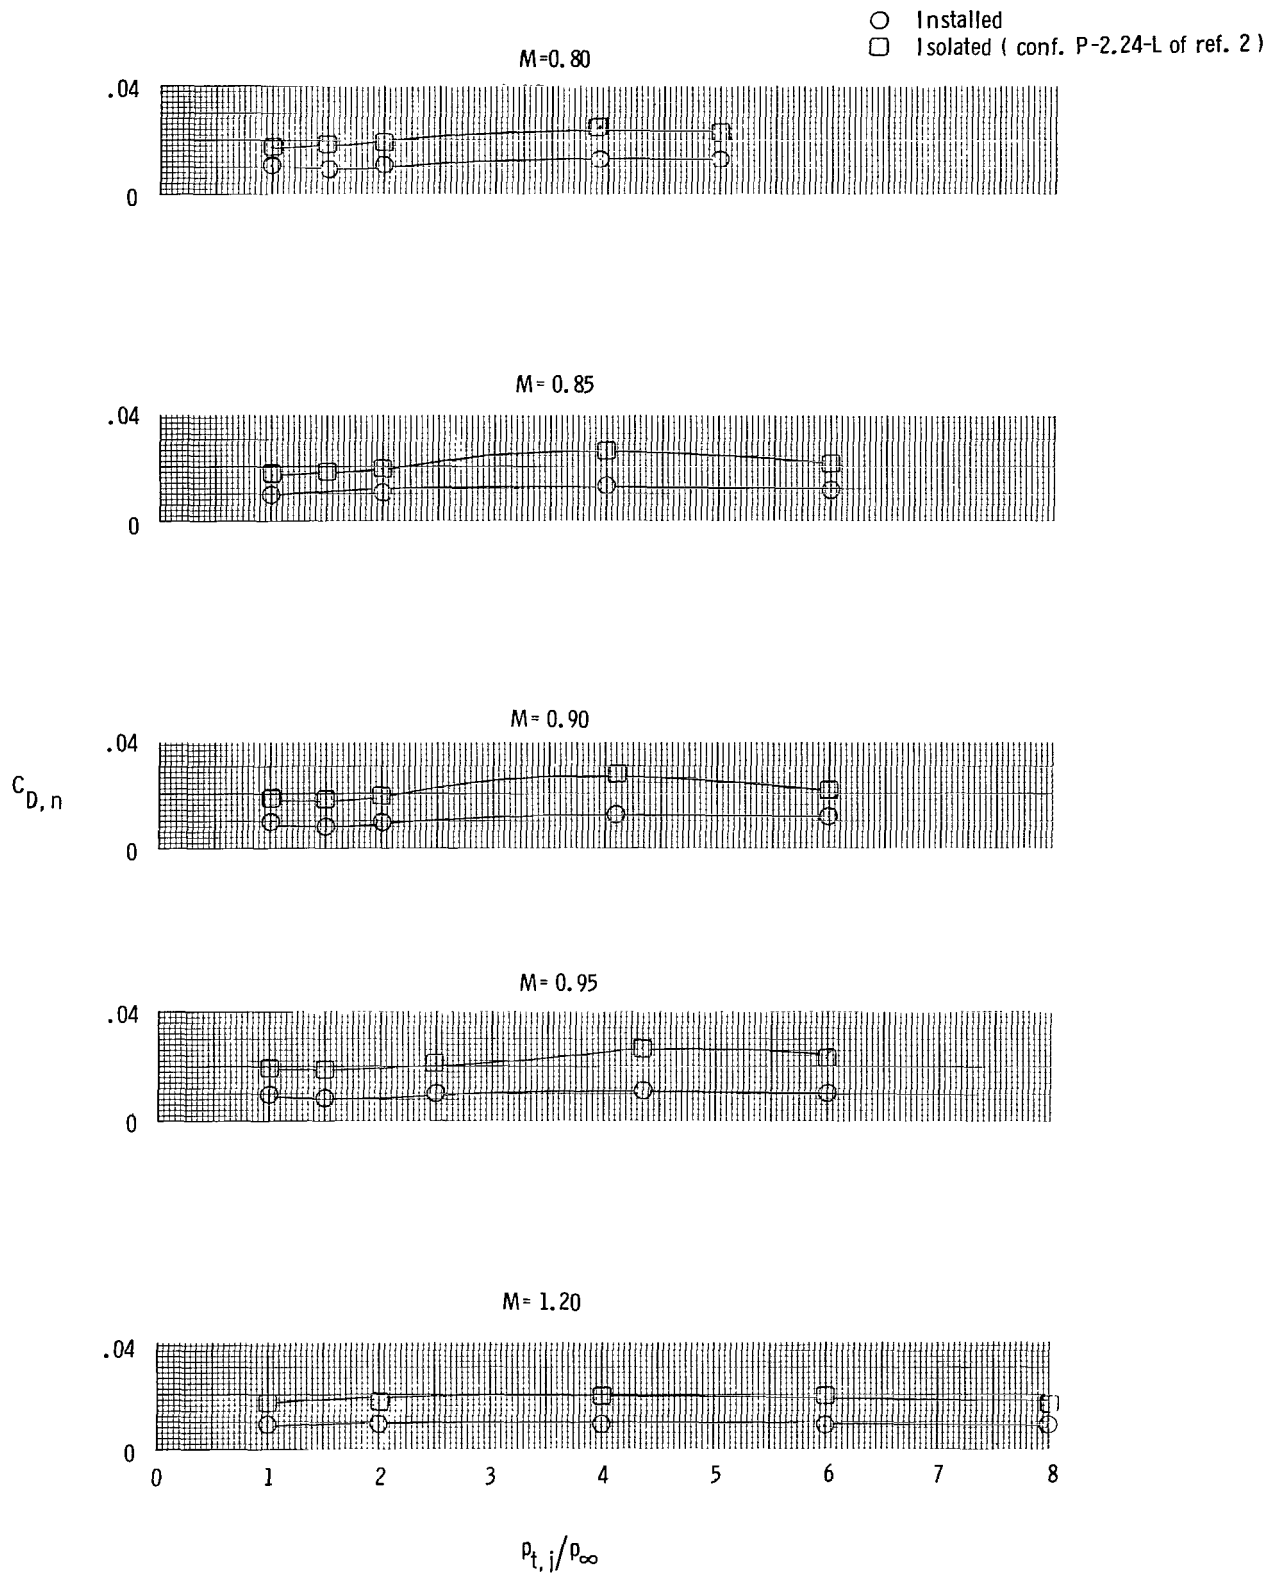 Installed
Isolated ( conf. P-2.24-L of ref. 2 )
M=0.80
.04
0
M= 0.85
.04
0
M= 0.90
.04
C_D,n
0
M= 0.95
.04
0
M= 1.20
.04
0
0 1 2 3 4 5 6 7 8
p_t,j/p_∞